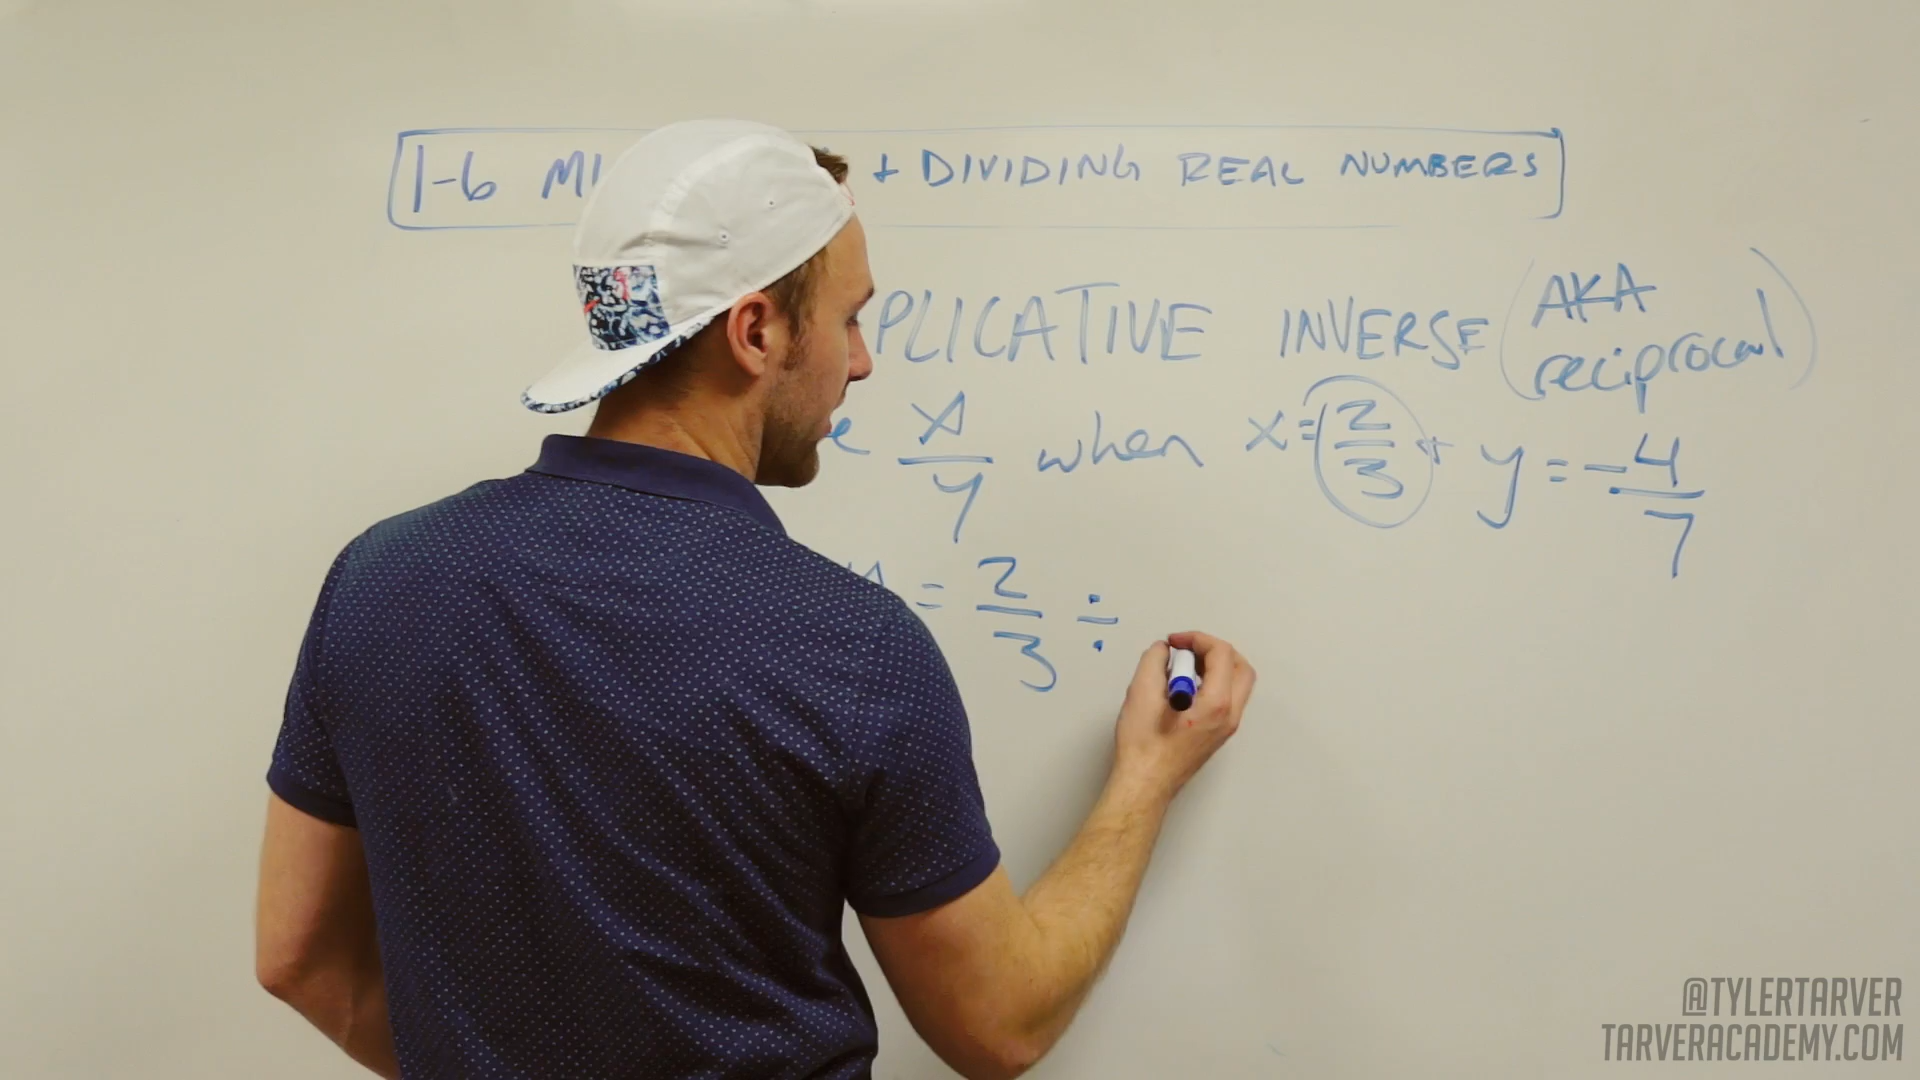 1-6 MU + DIVIDING REAL NUMBERS
PLICATIVE INVERSE (AKA
reciprocal)
e x/y when x = 2/3 + y = -4/7
= 2/3 ÷
@TYLERTARVER
TARVERACADEMY.COM